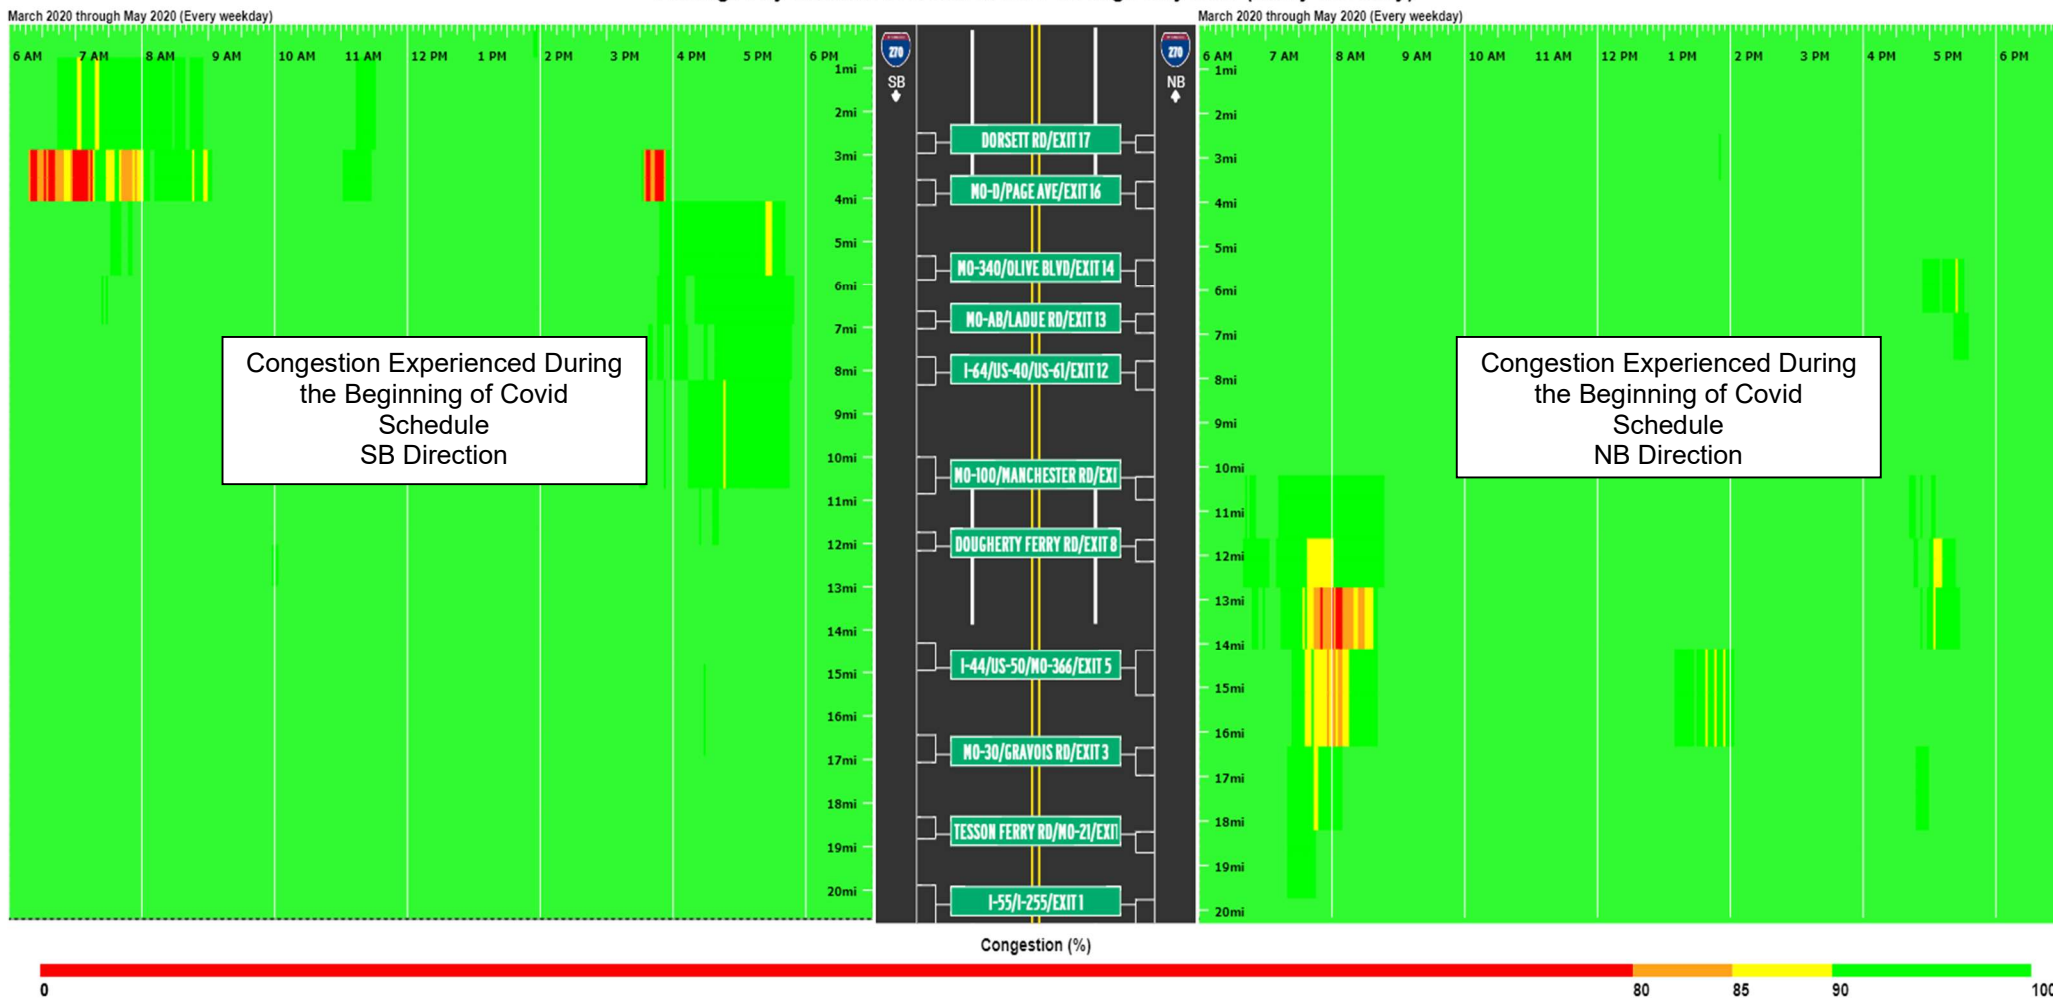 March 2020 through May 2020 (Every weekday)
March 2020 through May 2020 (Every weekday)
6 AM 7 AM 8 AM 9 AM 10 AM 11 AM 12 PM 1 PM 2 PM 3 PM 4 PM 5 PM 6 PM
1mi
2mi
3mi
4mi
5mi
6mi
7mi
8mi
9mi
10mi
11mi
12mi
13mi
14mi
15mi
16mi
17mi
18mi
19mi
20mi
Congestion Experienced During
the Beginning of Covid
Schedule
SB Direction
270
SB
270
NB
DORSETT RD/EXIT 17
MO-D/PAGE AVE/EXIT 16
MO-340/OLIVE BLVD/EXIT 14
MO-AB/LADUE RD/EXIT 13
I-64/US-40/US-61/EXIT 12
MO-100/MANCHESTER RD/EXI
DOUGHERTY FERRY RD/EXIT 8
I-44/US-50/MO-366/EXIT 5
MO-30/GRAVOIS RD/EXIT 3
TESSON FERRY RD/MO-21/EXIT
I-55/I-255/EXIT 1
6 AM 7 AM 8 AM 9 AM 10 AM 11 AM 12 PM 1 PM 2 PM 3 PM 4 PM 5 PM 6 PM
1mi
2mi
3mi
4mi
5mi
6mi
7mi
8mi
9mi
10mi
11mi
12mi
13mi
14mi
15mi
16mi
17mi
18mi
19mi
20mi
Congestion Experienced During
the Beginning of Covid
Schedule
NB Direction
Congestion (%)
0 80 85 90 100